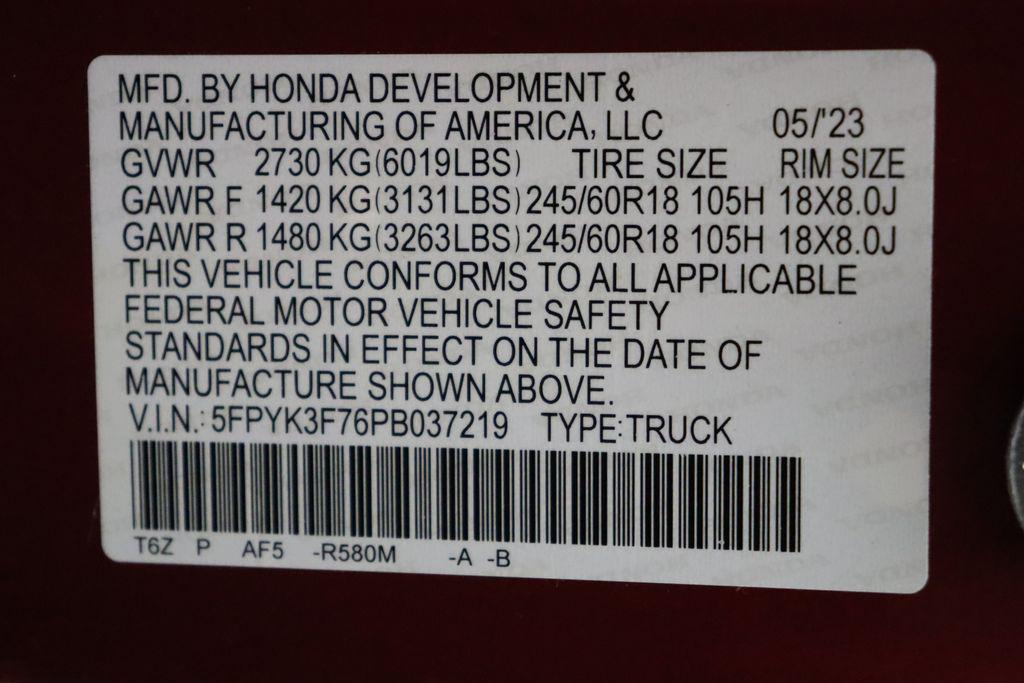 MFD. BY HONDA DEVELOPMENT &
MANUFACTURING OF AMERICA, LLC 05/'23
GVWR 2730 KG(6019LBS) TIRE SIZE RIM SIZE
GAWR F 1420 KG(3131LBS) 245/60R18 105H 18X8.0J
GAWR R 1480 KG(3263LBS) 245/60R18 105H 18X8.0J
THIS VEHICLE CONFORMS TO ALL APPLICABLE
FEDERAL MOTOR VEHICLE SAFETY
STANDARDS IN EFFECT ON THE DATE OF
MANUFACTURE SHOWN ABOVE.
V.I.N.: 5FPYK3F76PB037219 TYPE:TRUCK
T6Z P AF5 -R580M -A -B